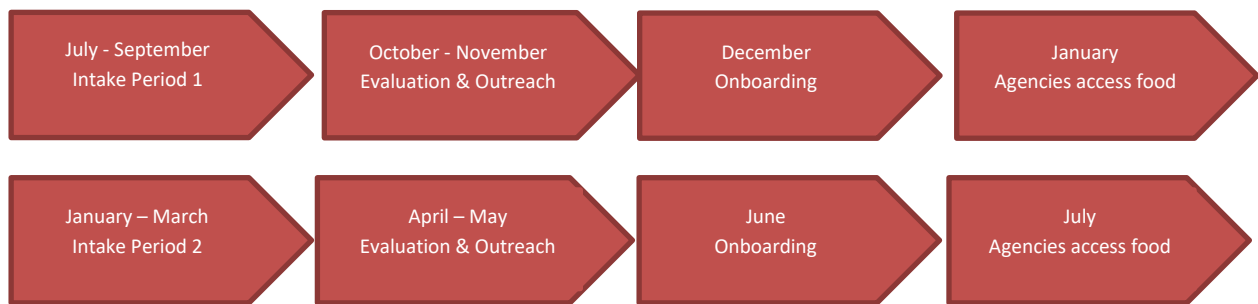 July - September
Intake Period 1
October - November
Evaluation & Outreach
December
Onboarding
January
Agencies access food
January – March
Intake Period 2
April – May
Evaluation & Outreach
June
Onboarding
July
Agencies access food